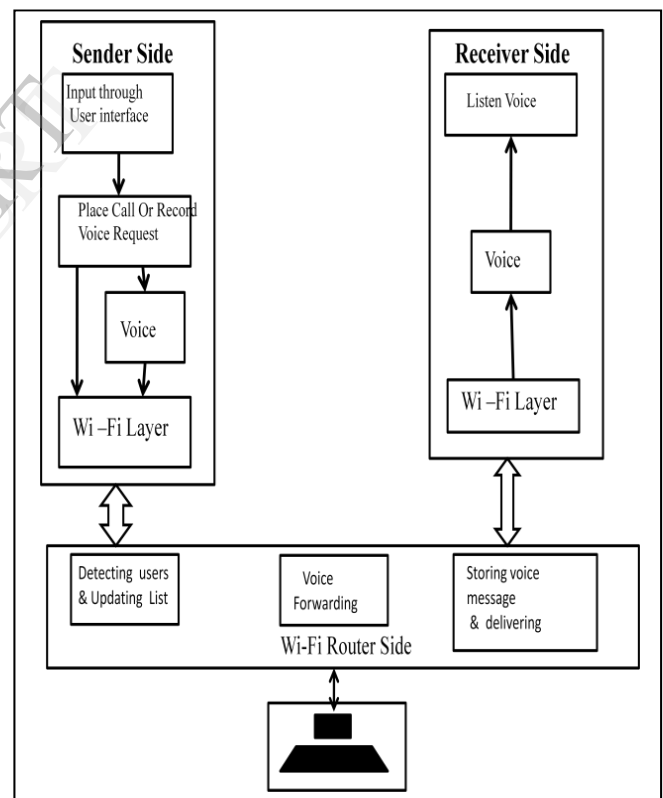 Sender Side
Input through
User interface
Place Call Or Record
Voice Request
Voice
Wi –Fi Layer
Receiver Side
Listen Voice
Voice
Wi –Fi Layer
Detecting users
& Updating List
Voice
Forwarding
Storing voice
message
& delivering
Wi-Fi Router Side